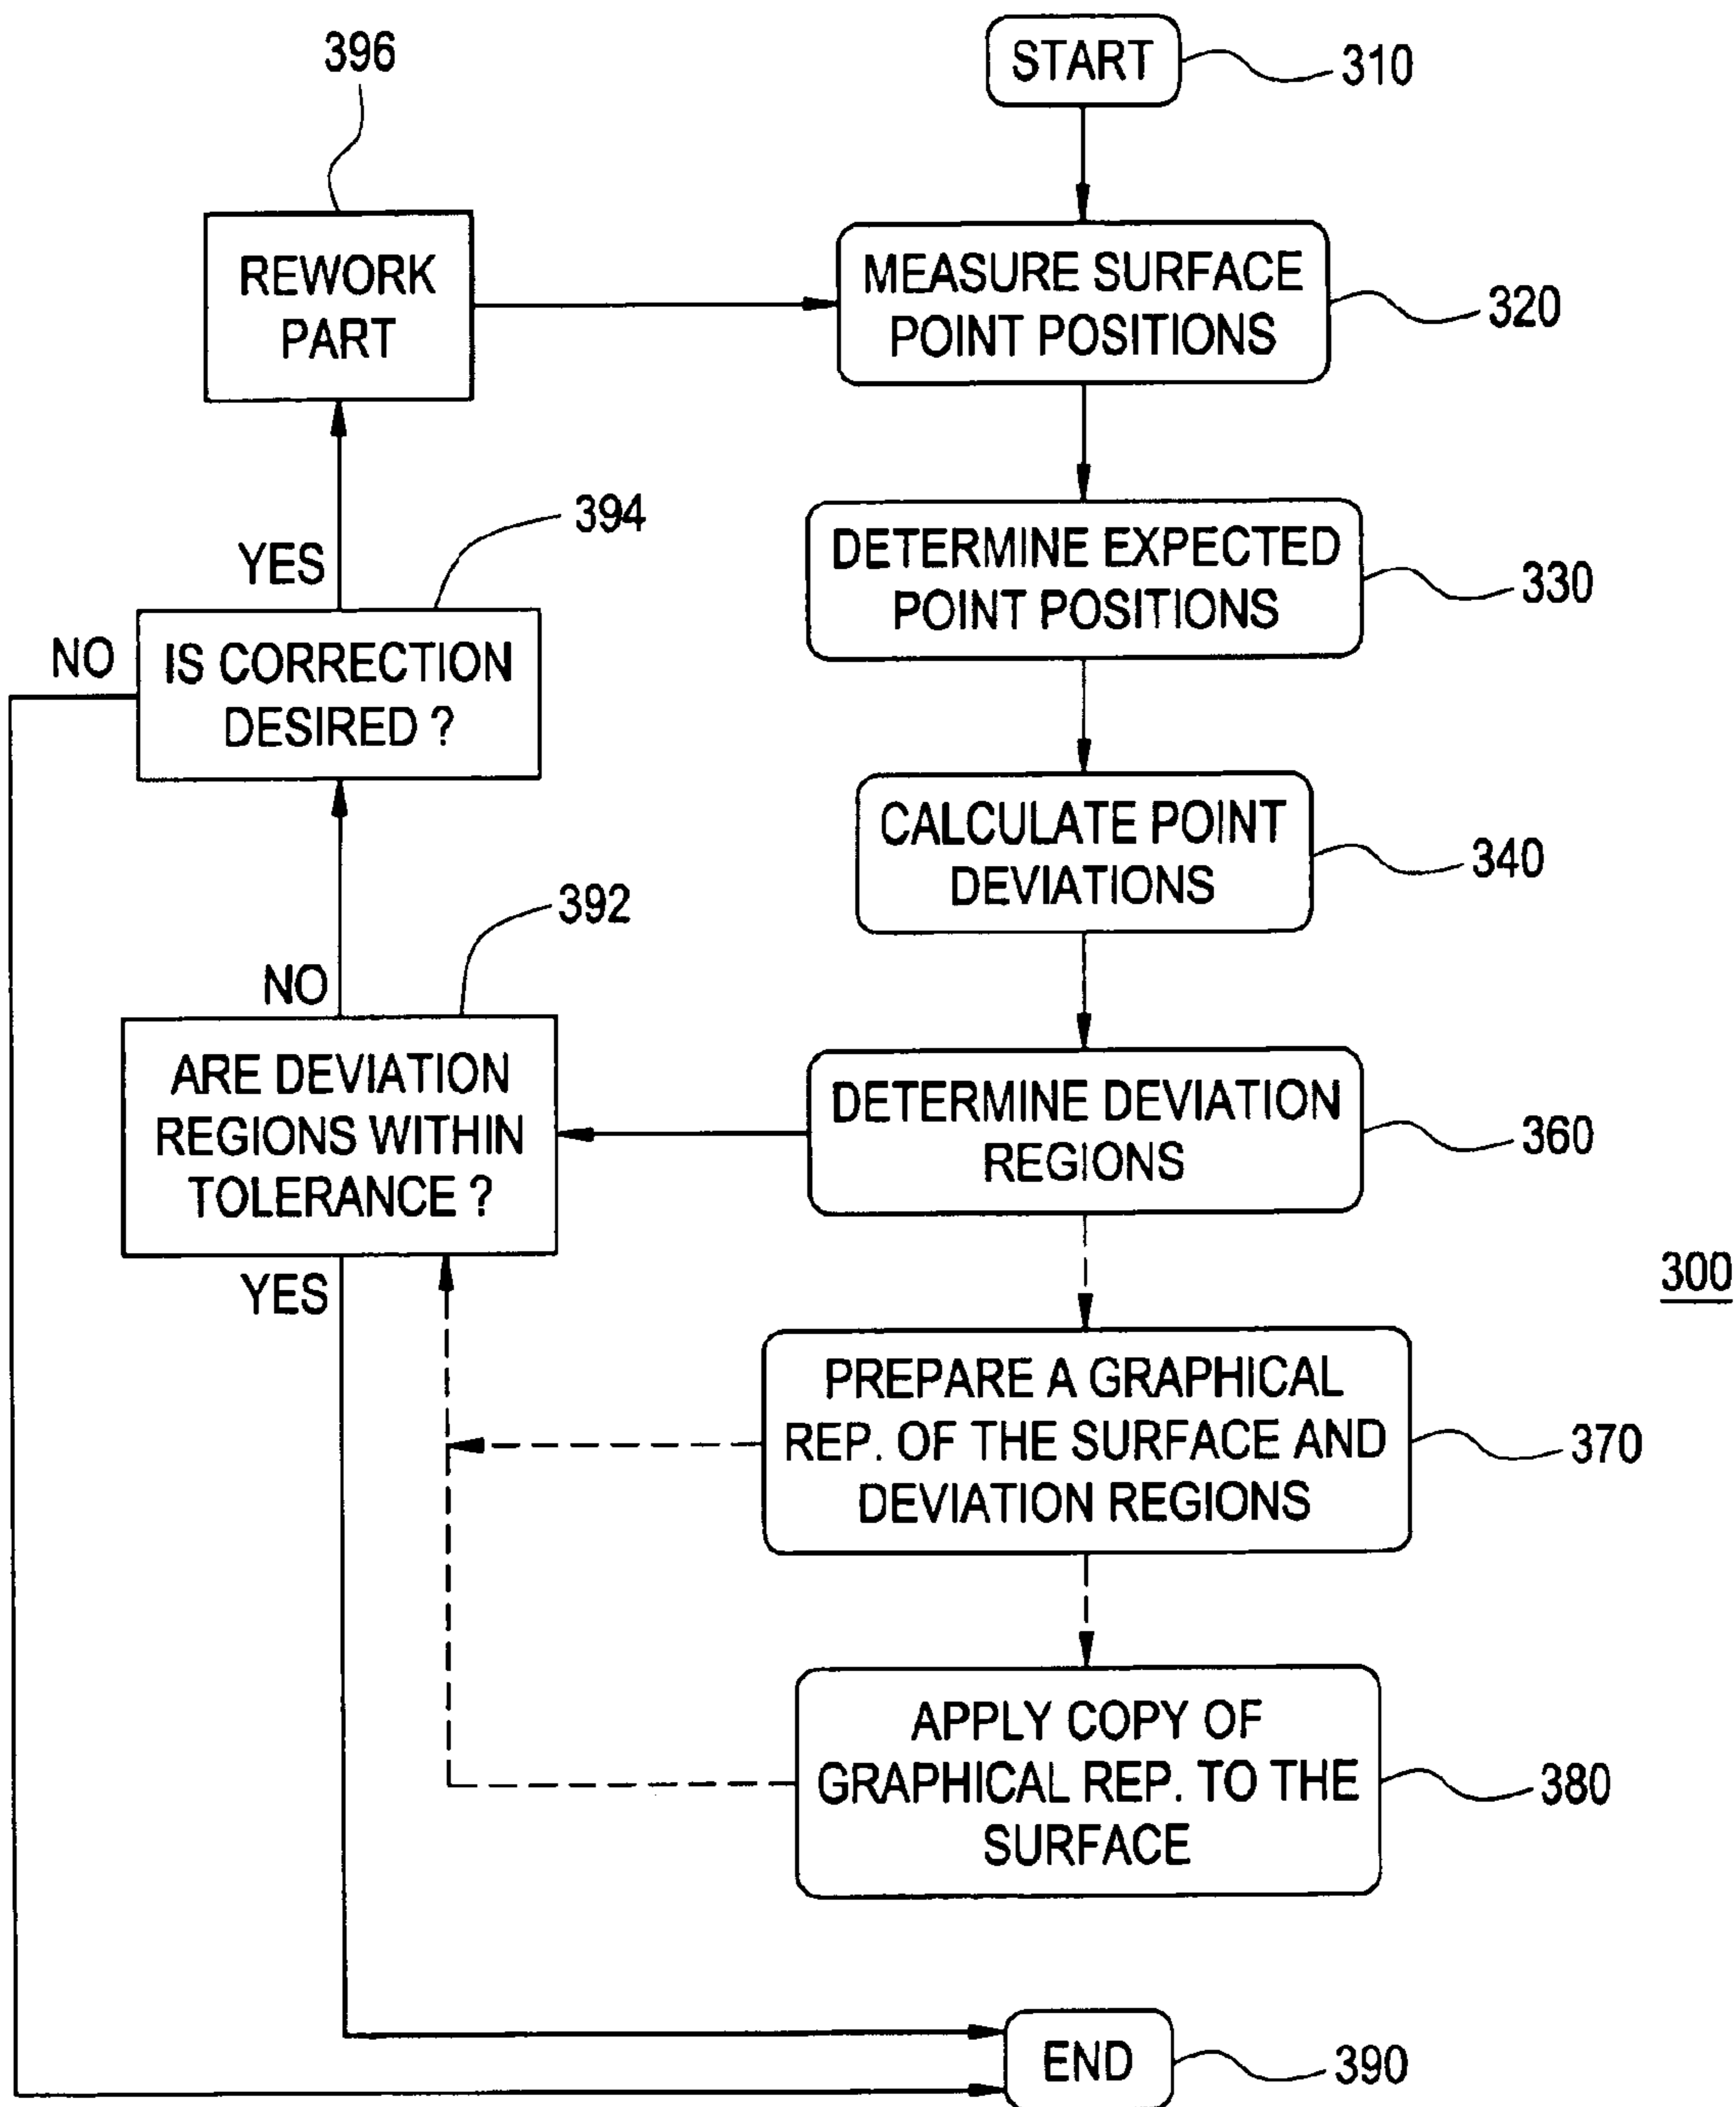 START
310
396
REWORK
PART
MEASURE SURFACE
POINT POSITIONS
320
DETERMINE EXPECTED
POINT POSITIONS
330
394
YES
NO
IS CORRECTION
DESIRED ?
CALCULATE POINT
DEVIATIONS
340
392
NO
ARE DEVIATION
REGIONS WITHIN
TOLERANCE ?
YES
DETERMINE DEVIATION
REGIONS
360
300
PREPARE A GRAPHICAL
REP. OF THE SURFACE AND
DEVIATION REGIONS
370
APPLY COPY OF
GRAPHICAL REP. TO THE
SURFACE
380
END
390